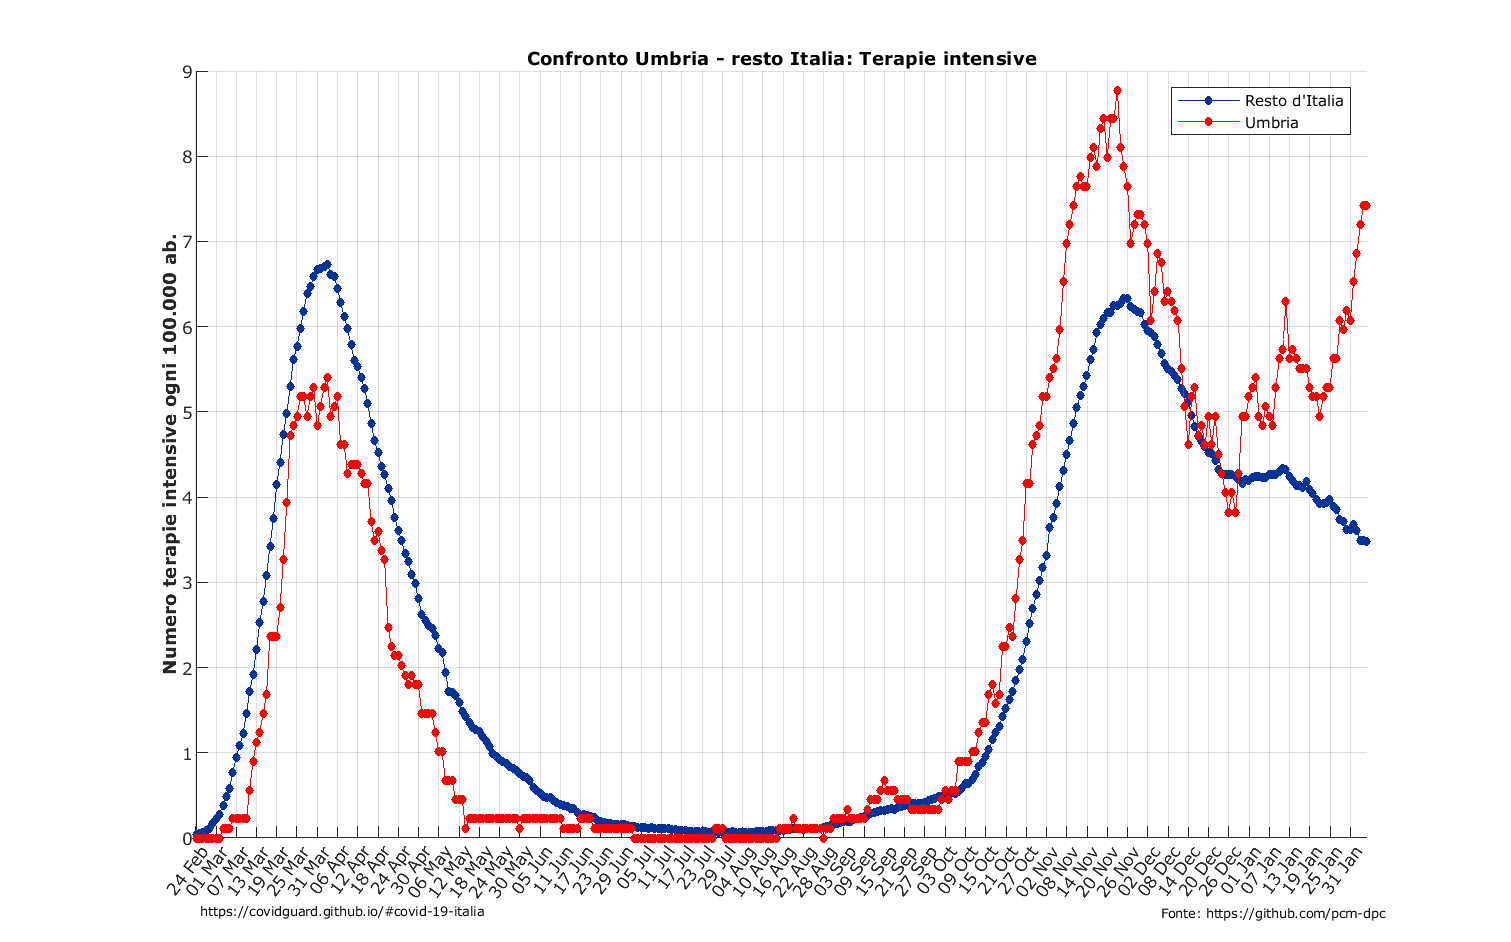 Confronto Umbria - resto Italia: Terapie intensive
Numero terapie intensive ogni 100.000 ab.
9
8
7
6
5
4
3
2
1
0
Resto d'Italia
Umbria
24 Feb
01 Mar
07 Mar
13 Mar
19 Mar
25 Mar
31 Mar
06 Apr
12 Apr
18 Apr
24 Apr
30 Apr
06 May
12 May
18 May
24 May
30 May
05 Jun
11 Jun
17 Jun
23 Jun
29 Jun
05 Jul
11 Jul
17 Jul
23 Jul
29 Jul
04 Aug
10 Aug
16 Aug
22 Aug
28 Aug
03 Sep
09 Sep
15 Sep
21 Sep
27 Sep
03 Oct
09 Oct
15 Oct
21 Oct
27 Oct
02 Nov
08 Nov
14 Nov
20 Nov
26 Nov
02 Dec
08 Dec
14 Dec
20 Dec
26 Dec
01 Jan
07 Jan
13 Jan
19 Jan
25 Jan
31 Jan
https://covidguard.github.io/#covid-19-italia
Fonte: https://github.com/pcm-dpc